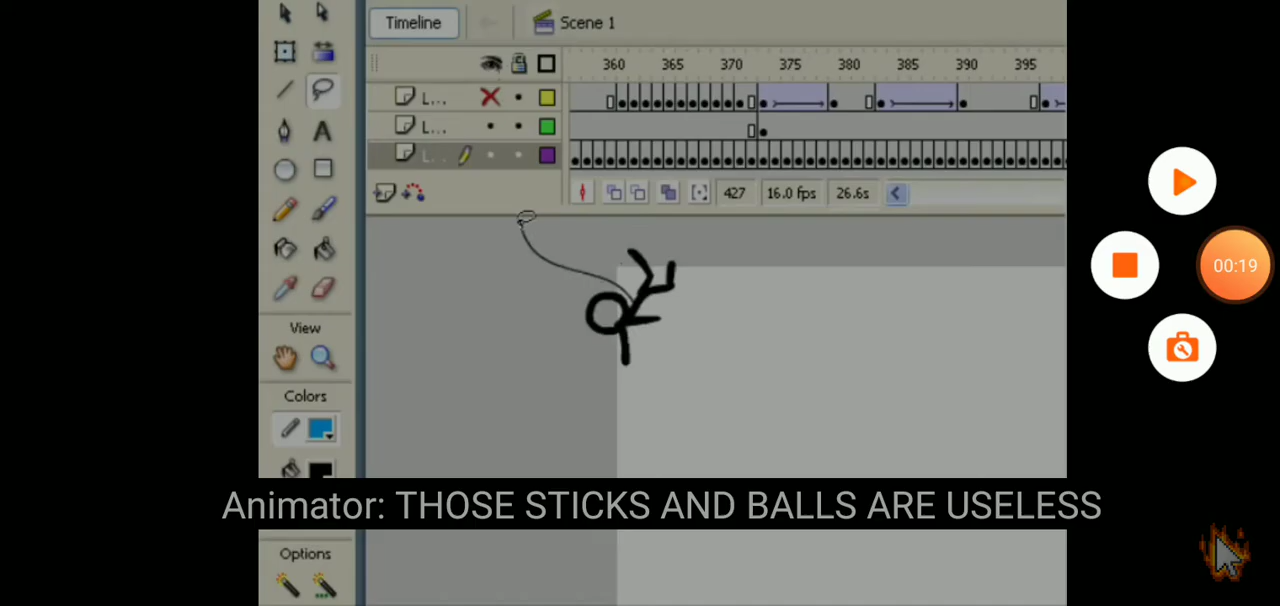 Timeline
Scene 1
360 365 370 375 380 385 390 395
L...
A
L...
L...
427 16.0 fps 26.6s
00:19
View
Colors
Animator: THOSE STICKS AND BALLS ARE USELESS
Options